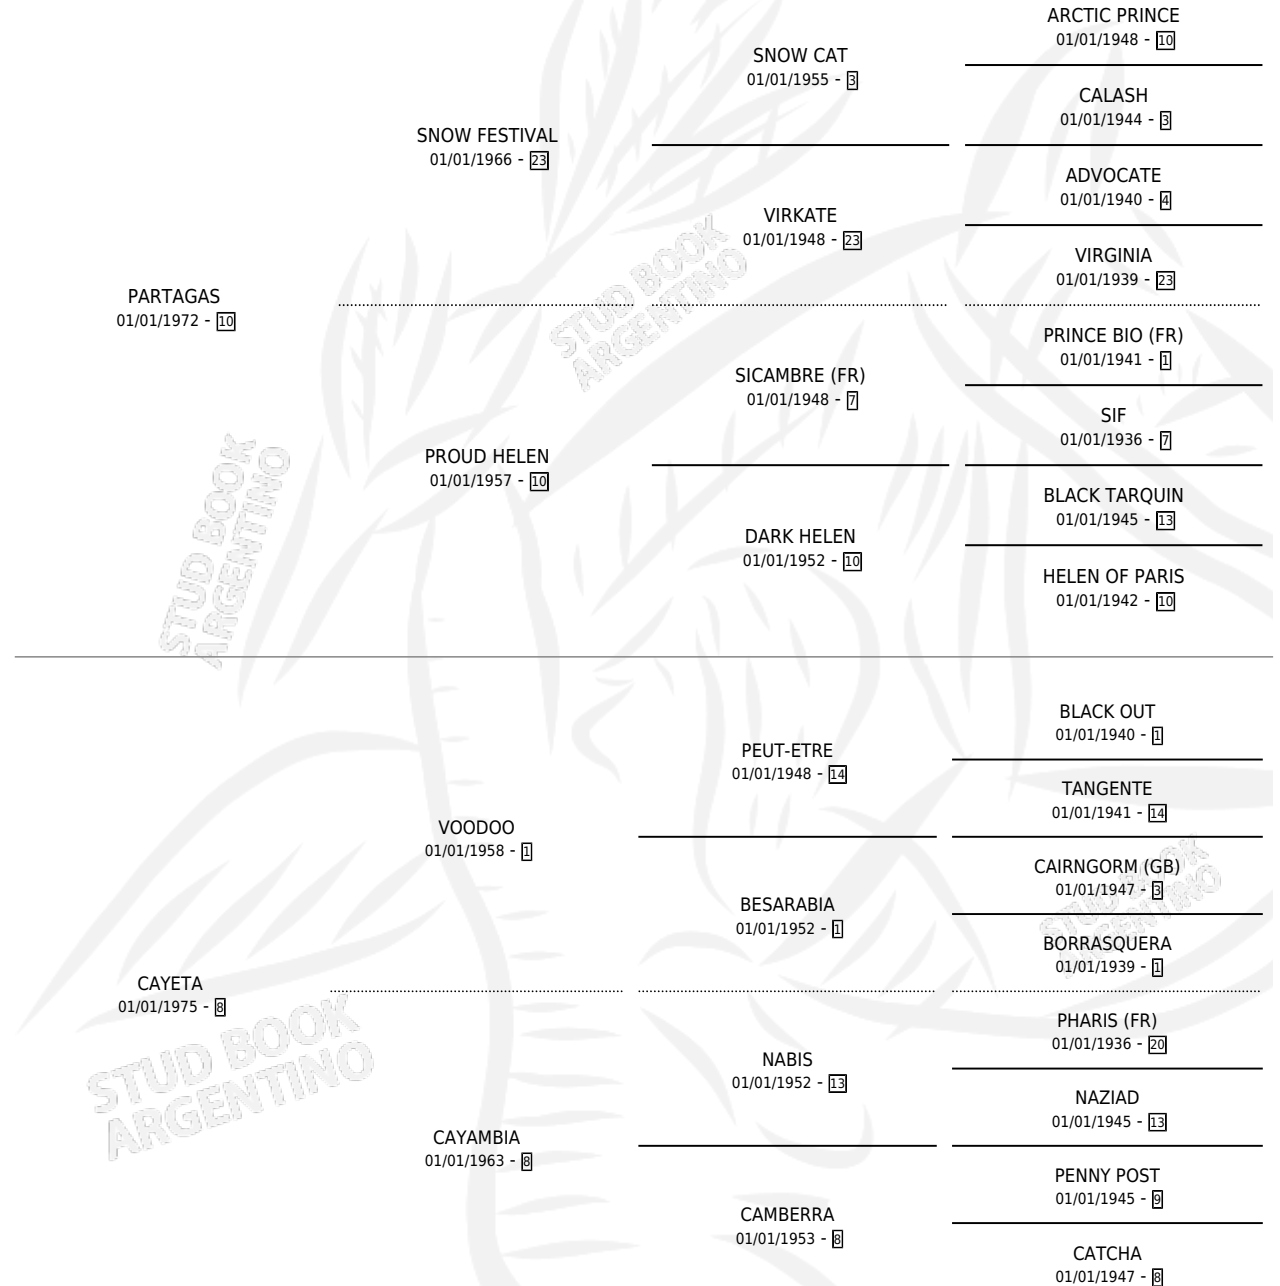 ARCTIC PRINCE
01/01/1948 - 10
SNOW CAT
01/01/1955 - 3
CALASH
01/01/1944 - 3
SNOW FESTIVAL
01/01/1966 - 23
ADVOCATE
01/01/1940 - 4
VIRKATE
01/01/1948 - 23
VIRGINIA
01/01/1939 - 23
PARTAGAS
01/01/1972 - 10
PRINCE BIO (FR)
01/01/1941 - 1
SICAMBRE (FR)
01/01/1948 - 7
SIF
01/01/1936 - 7
PROUD HELEN
01/01/1957 - 10
BLACK TARQUIN
01/01/1945 - 13
DARK HELEN
01/01/1952 - 10
HELEN OF PARIS
01/01/1942 - 10
BLACK OUT
01/01/1940 - 1
PEUT-ETRE
01/01/1948 - 14
TANGENTE
01/01/1941 - 14
VOODOO
01/01/1958 - 1
CAIRNGORM (GB)
01/01/1947 - 3
BESARABIA
01/01/1952 - 1
BORRASQUERA
01/01/1939 - 1
CAYETA
01/01/1975 - 8
PHARIS (FR)
01/01/1936 - 20
NABIS
01/01/1952 - 13
NAZIAD
01/01/1945 - 13
CAYAMBIA
01/01/1963 - 8
PENNY POST
01/01/1945 - 9
CAMBERRA
01/01/1953 - 8
CATCHA
01/01/1947 - 8
STUD BOOK
ARGENTINO
STUD BOOK
ARGENTINO
STUD BOOK
ARGENTINO
STUD BOOK
ARGENTINO